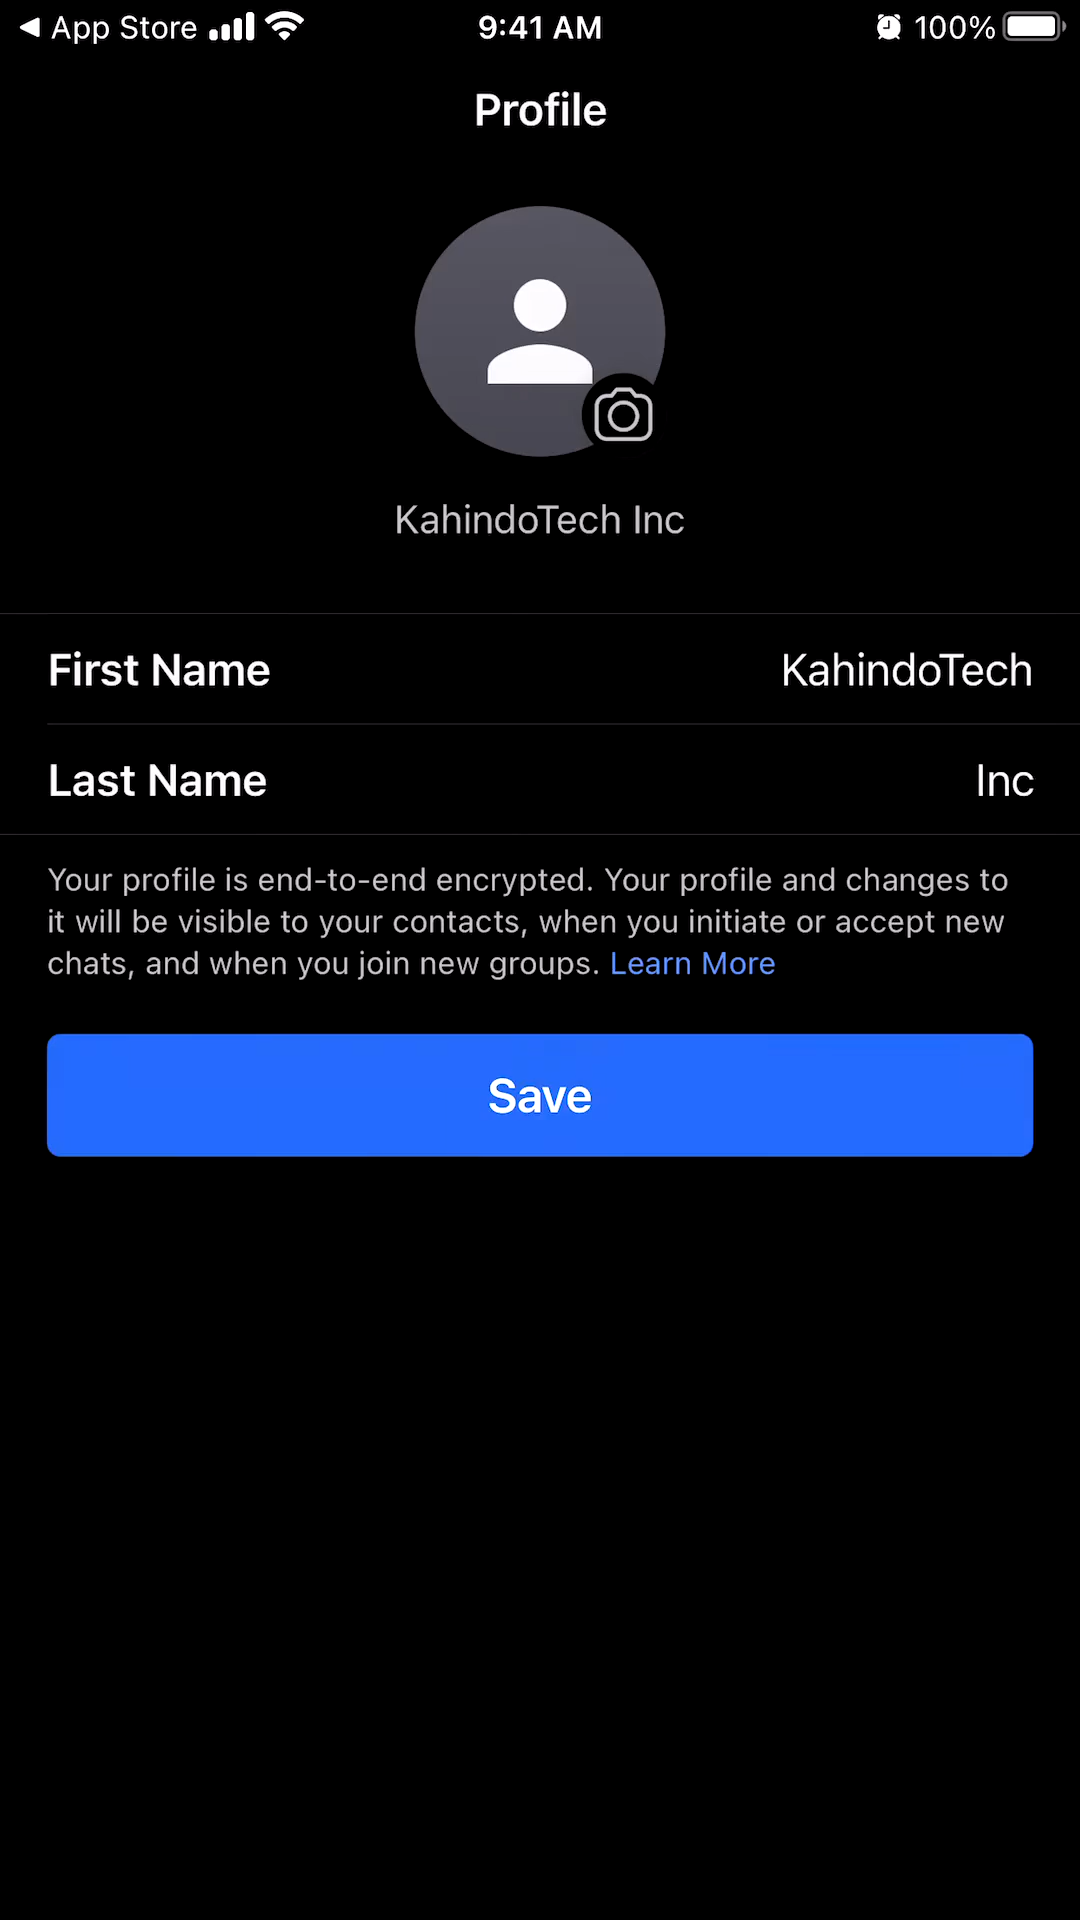 App Store 9:41 AM 100%
Profile
KahindoTech Inc
First Name KahindoTech
Last Name Inc
Your profile is end-to-end encrypted. Your profile and changes to
it will be visible to your contacts, when you initiate or accept new
chats, and when you join new groups. Learn More
Save